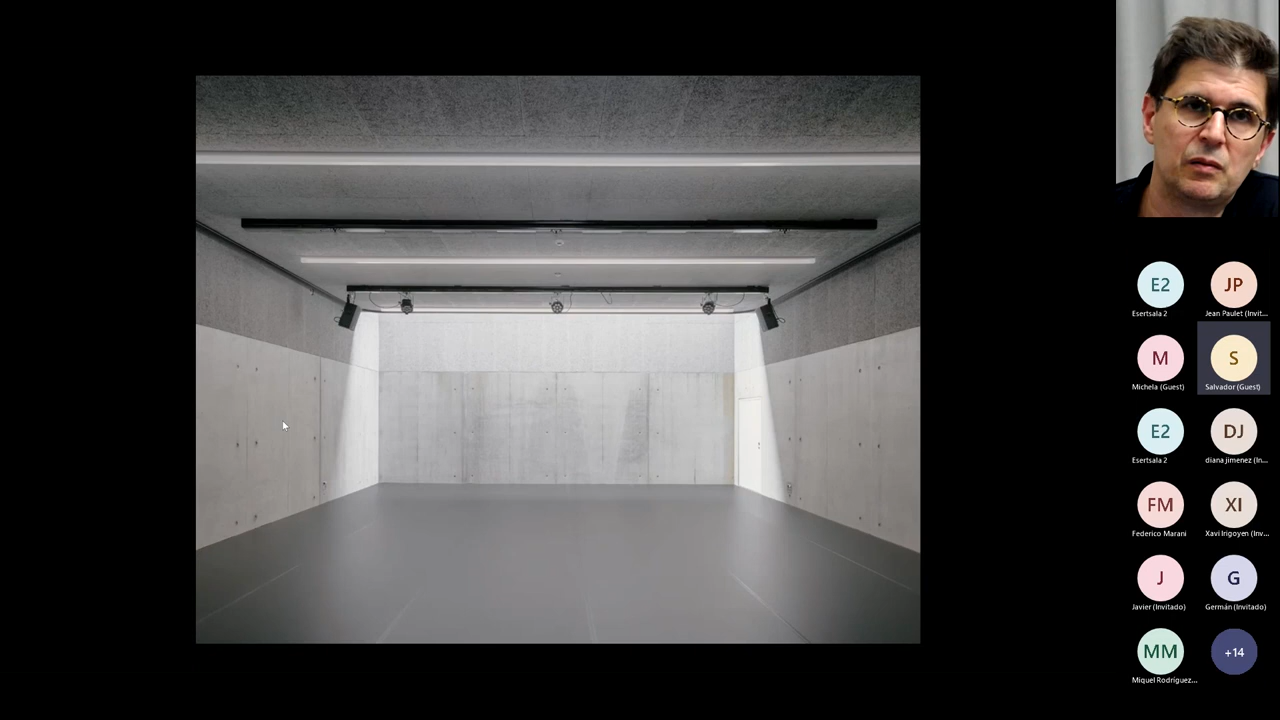 E2
Esertsala 2
JP
Jean Paulet (Invit...
M
Michela (Guest)
S
Salvador (Guest)
E2
Esertsala 2
DJ
diana jimenez (In...
FM
Federico Marani
XI
Xavi Irigoyen (Inv...
J
Javier (Invitado)
G
Germán (Invitado)
MM
Miquel Rodríguez...
+14